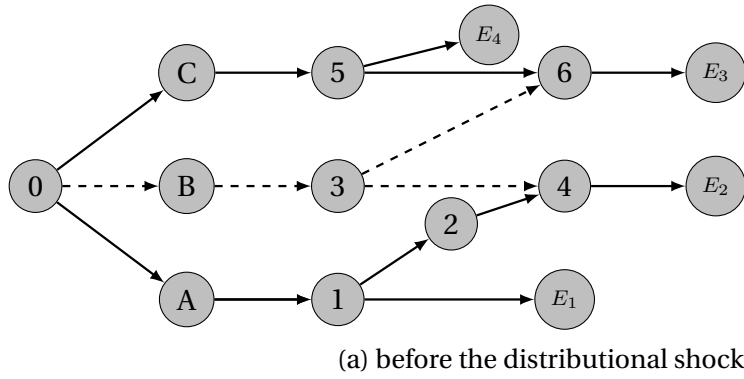 E4
C 5 6 E3
0 B 3 4 E2
2
A 1 E1
(a) before the distributional shock